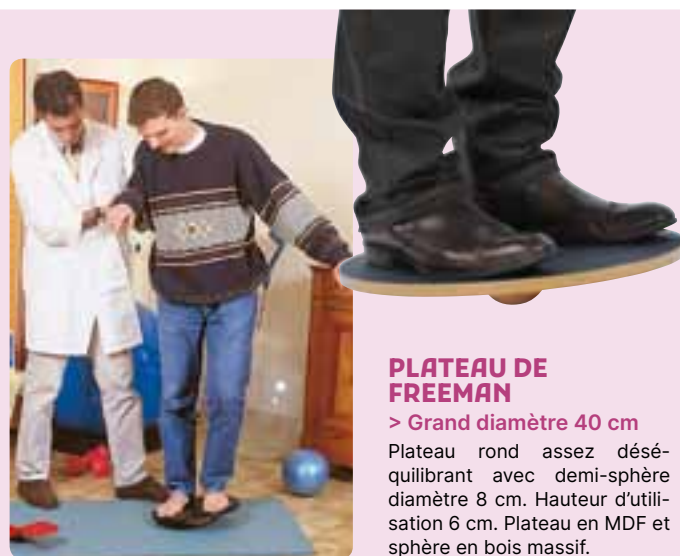 PLATEAU DE
FREEMAN
> Grand diamètre 40 cm
Plateau rond assez désé-
quilibrant avec demi-sphère
diamètre 8 cm. Hauteur d’utili-
sation 6 cm. Plateau en MDF et
sphère en bois massif.